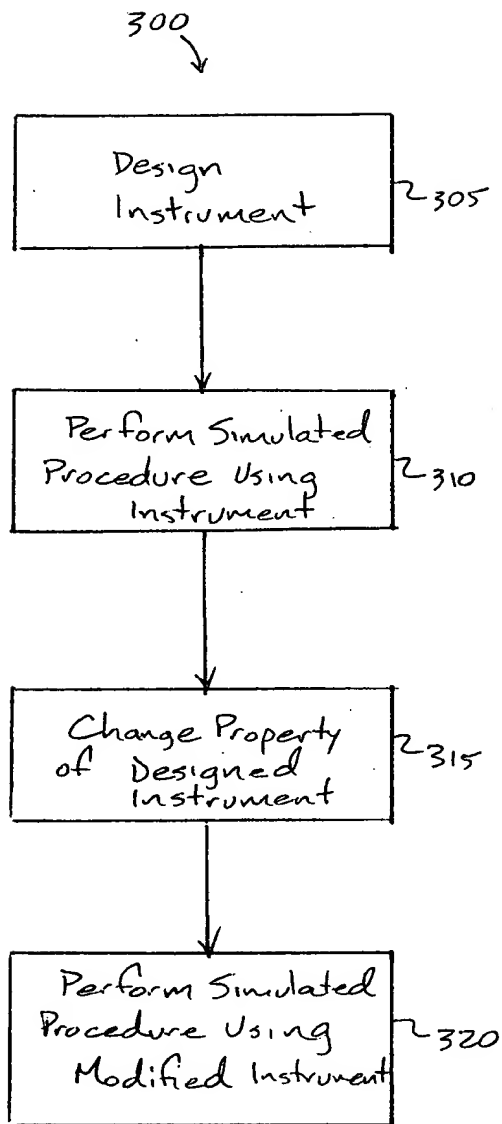 300
Design
Instrument
305
Perform Simulated
Procedure Using
Instrument
310
Change Property
of Designed
Instrument
315
Perform Simulated
Procedure Using
Modified Instrument
320